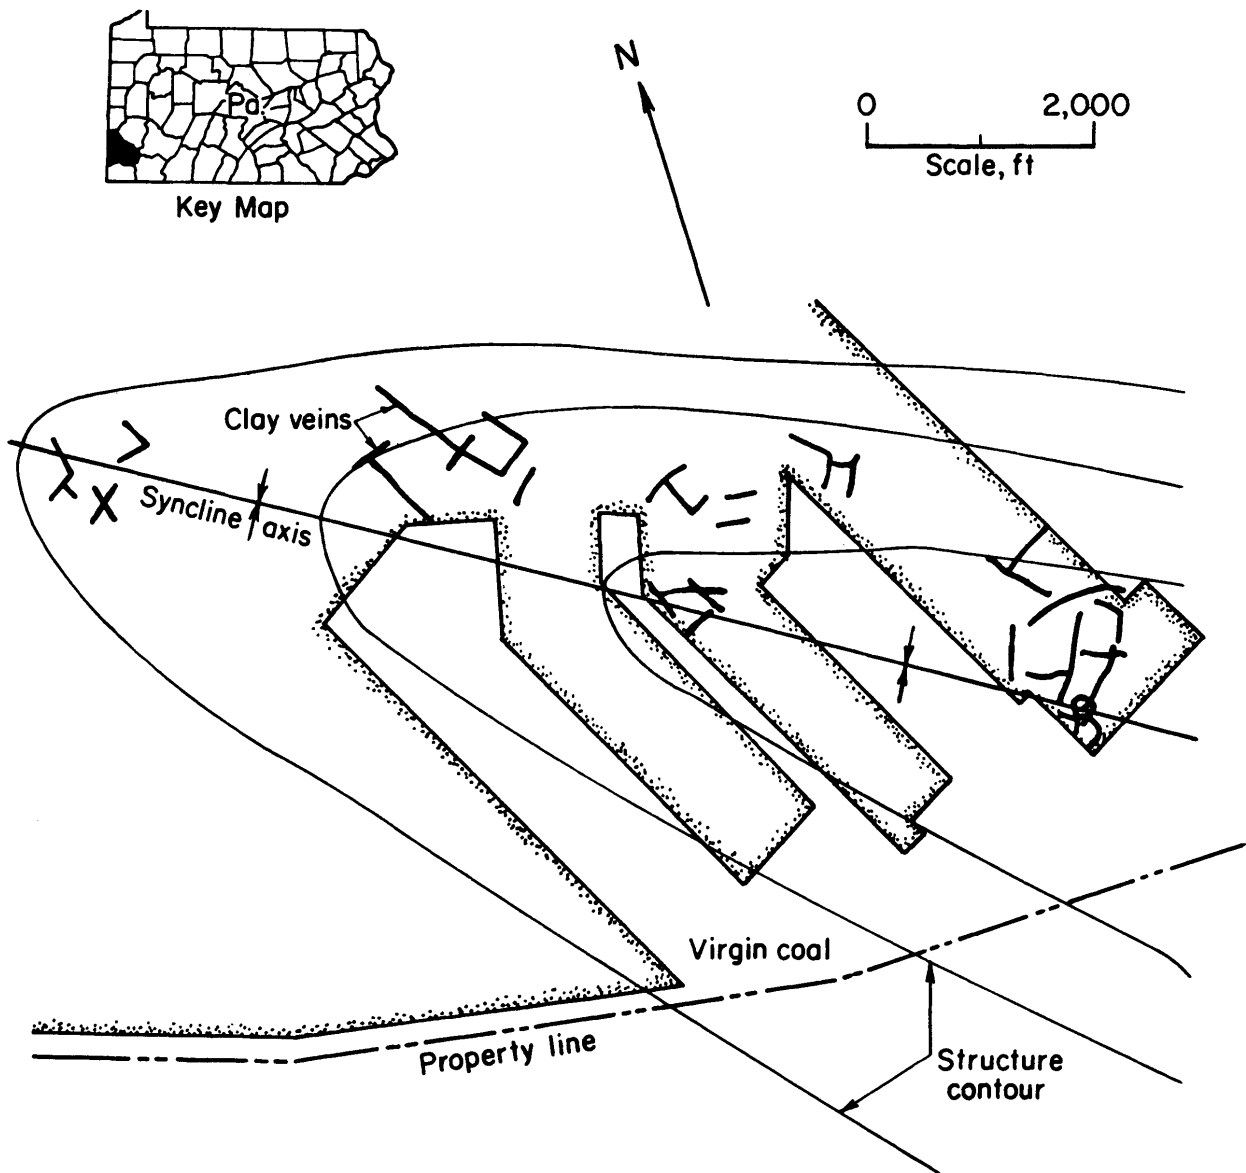 Pa.
Key Map
N
0 2,000
Scale, ft
Clay veins
Syncline axis
Virgin coal
Property line
Structure
contour